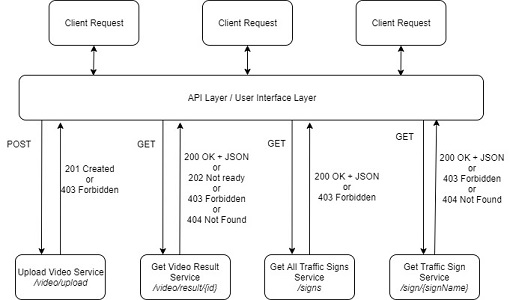 Client Request
Client Request
Client Request
API Layer / User Interface Layer
POST
201 Created
or
403 Forbidden
GET
200 OK + JSON
or
202 Not ready
or
403 Forbidden
or
404 Not Found
GET
200 OK + JSON
or
403 Forbidden
GET
200 OK + JSON
or
403 Forbidden
or
404 Not Found
Upload Video Service
/video/upload
Get Video Result
Service
/video/result/{id}
Get All Traffic Signs
Service
/signs
Get Traffic Sign
Service
/sign/{signName}